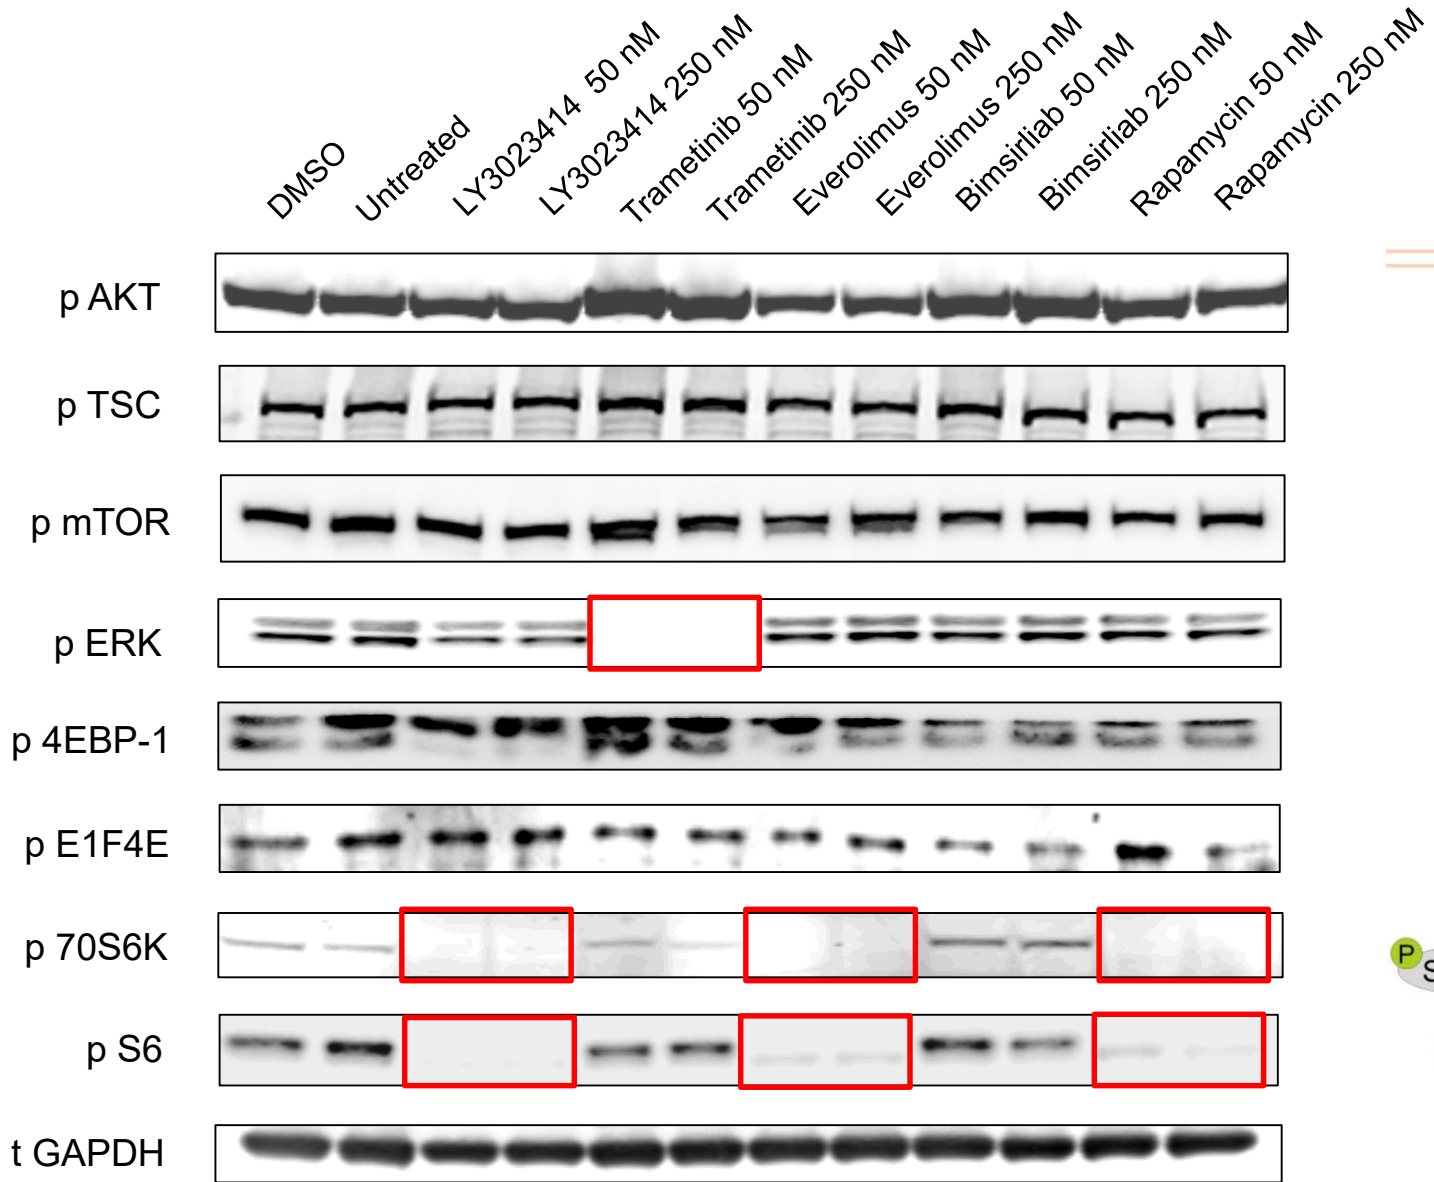 DMSO
Untreated
LY3023414 50 nM
LY3023414 250 nM
Trametinib 50 nM
Trametinib 250 nM
Everolimus 50 nM
Everolimus 250 nM
Bimsirliab 50 nM
Bimsirliab 250 nM
Rapamycin 50 nM
Rapamycin 250 nM
p AKT
p TSC
p mTOR
p ERK
p 4EBP-1
p E1F4E
p 70S6K
P
S
p S6
t GAPDH